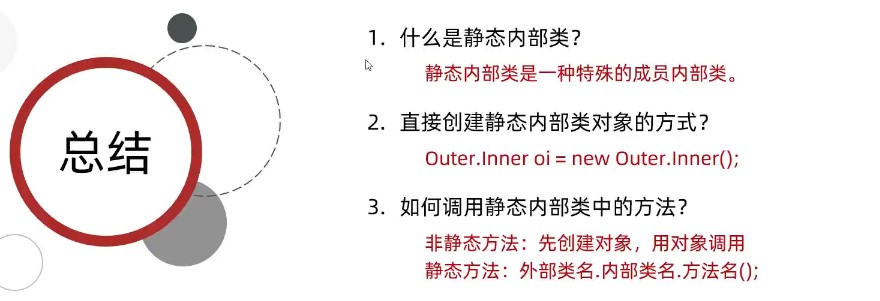 总结
1. 什么是静态内部类？
静态内部类是一种特殊的成员内部类。
2. 直接创建静态内部类对象的方式？
Outer.Inner oi = new Outer.Inner();
3. 如何调用静态内部类中的方法？
非静态方法：先创建对象，用对象调用
静态方法：外部类名.内部类名.方法名();